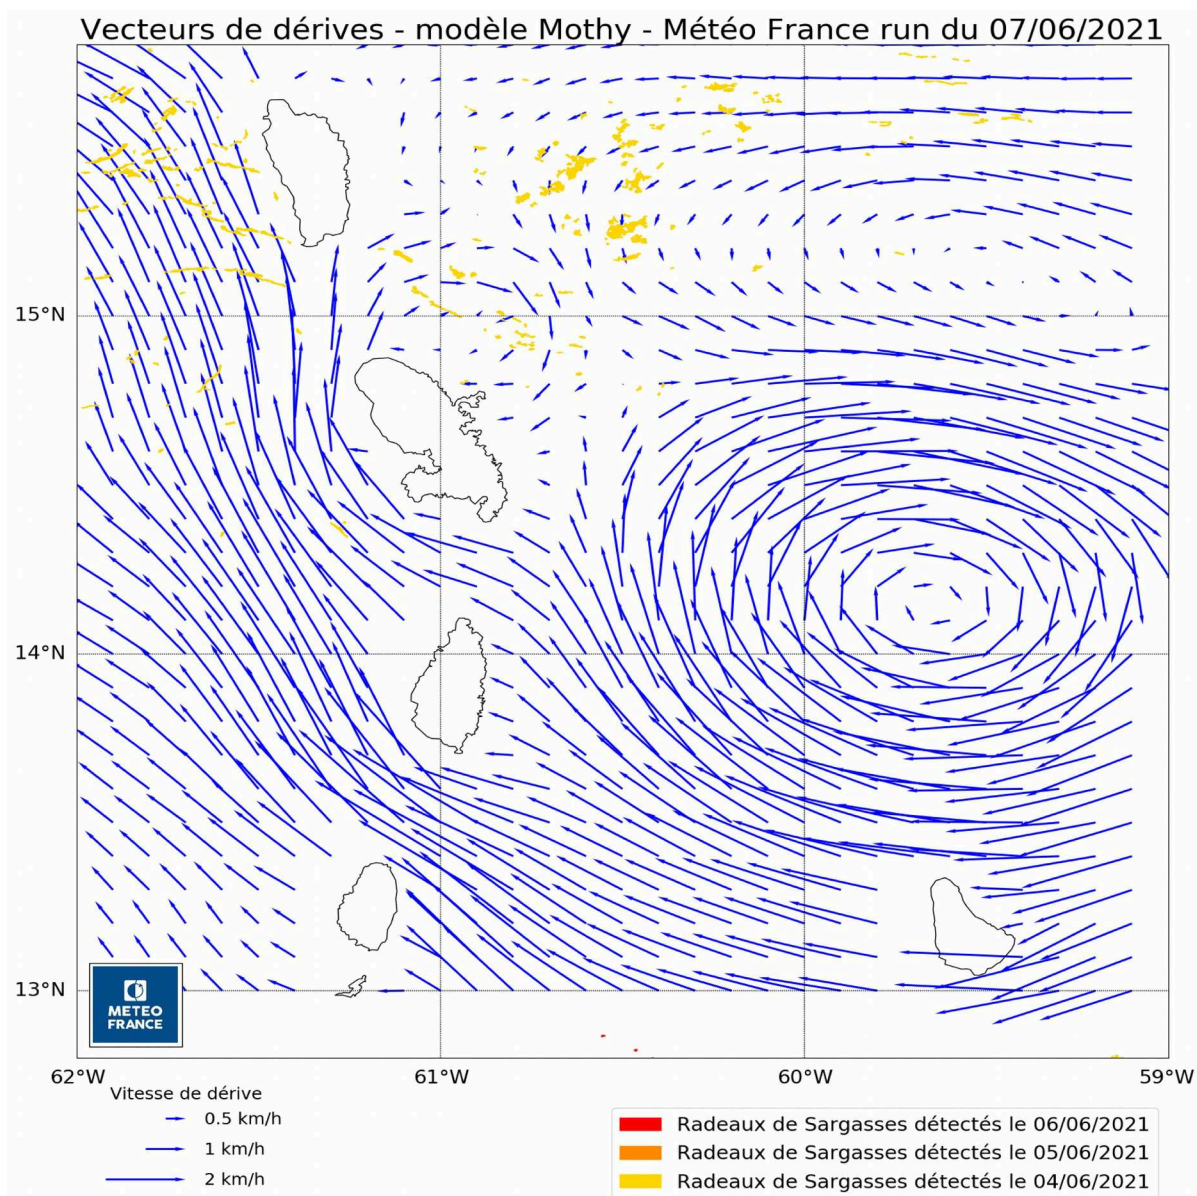 Vecteurs de dérives - modèle Mothy - Météo France run du 07/06/2021
15°N
14°N
13°N
METEO
FRANCE
62°W
61°W
60°W
59°W
Vitesse de dérive
0.5 km/h
1 km/h
2 km/h
Radeaux de Sargasses détectés le 06/06/2021
Radeaux de Sargasses détectés le 05/06/2021
Radeaux de Sargasses détectés le 04/06/2021